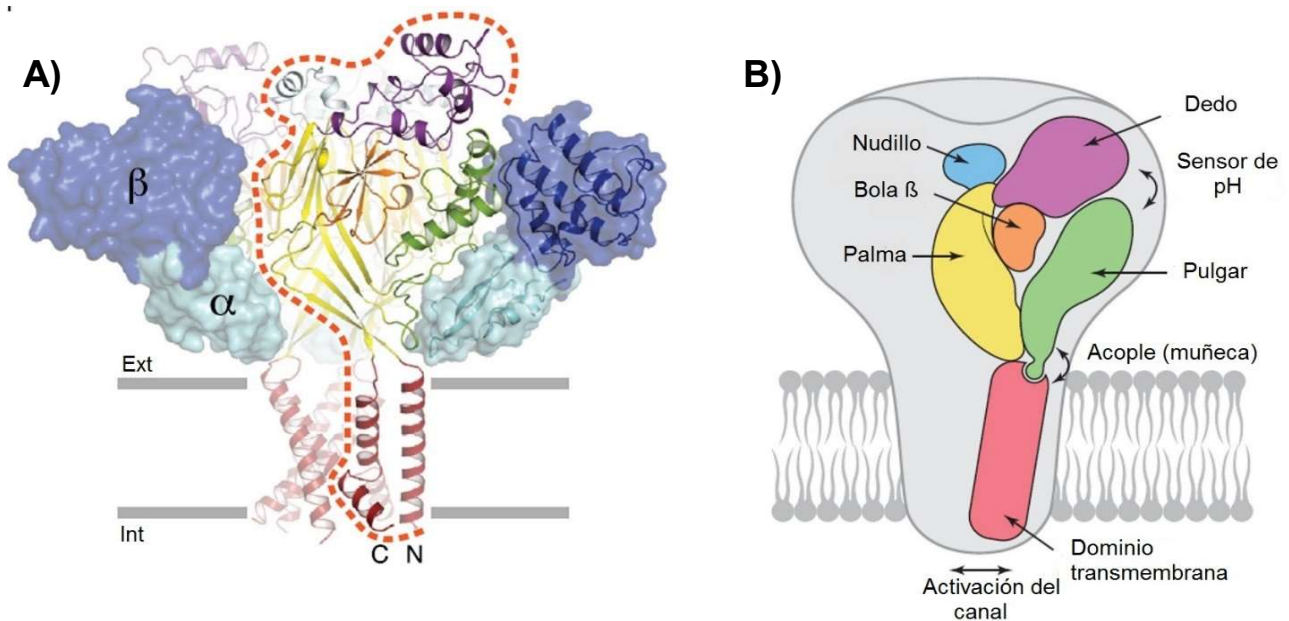 A)
β
α
Ext
Int
C N
B)
Dedo
Nudillo
Sensor de
pH
Bola ß
Palma
Pulgar
Acople (muñeca)
Dominio
transmembrana
Activación del
canal